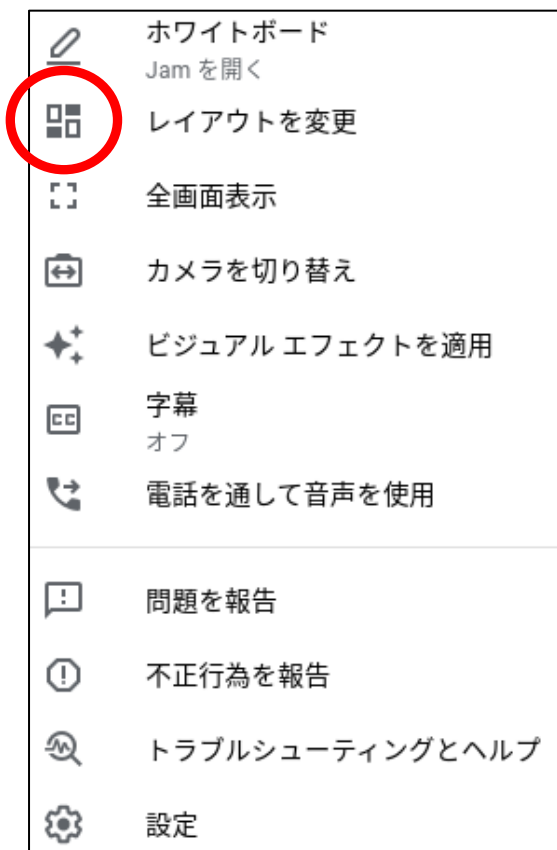 ホワイトボード
Jam を開く
レイアウトを変更
全画面表示
カメラを切り替え
ビジュアル エフェクトを適用
字幕
オフ
電話を通して音声を使用
問題を報告
不正行為を報告
トラブルシューティングとヘルプ
設定